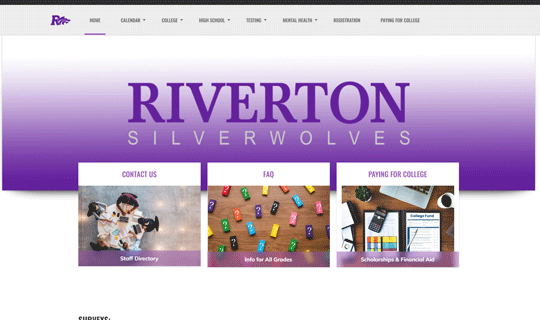 HOME CALENDAR COLLEGE HIGH SCHOOL TESTING MENTAL HEALTH REGISTRATION PAYING FOR COLLEGE
RIVERTON
SILVERWOLVES
CONTACT US FAQ PAYING FOR COLLEGE
College Fund
Staff Directory Info for All Grades Scholarships & Financial Aid
SURVEYS: